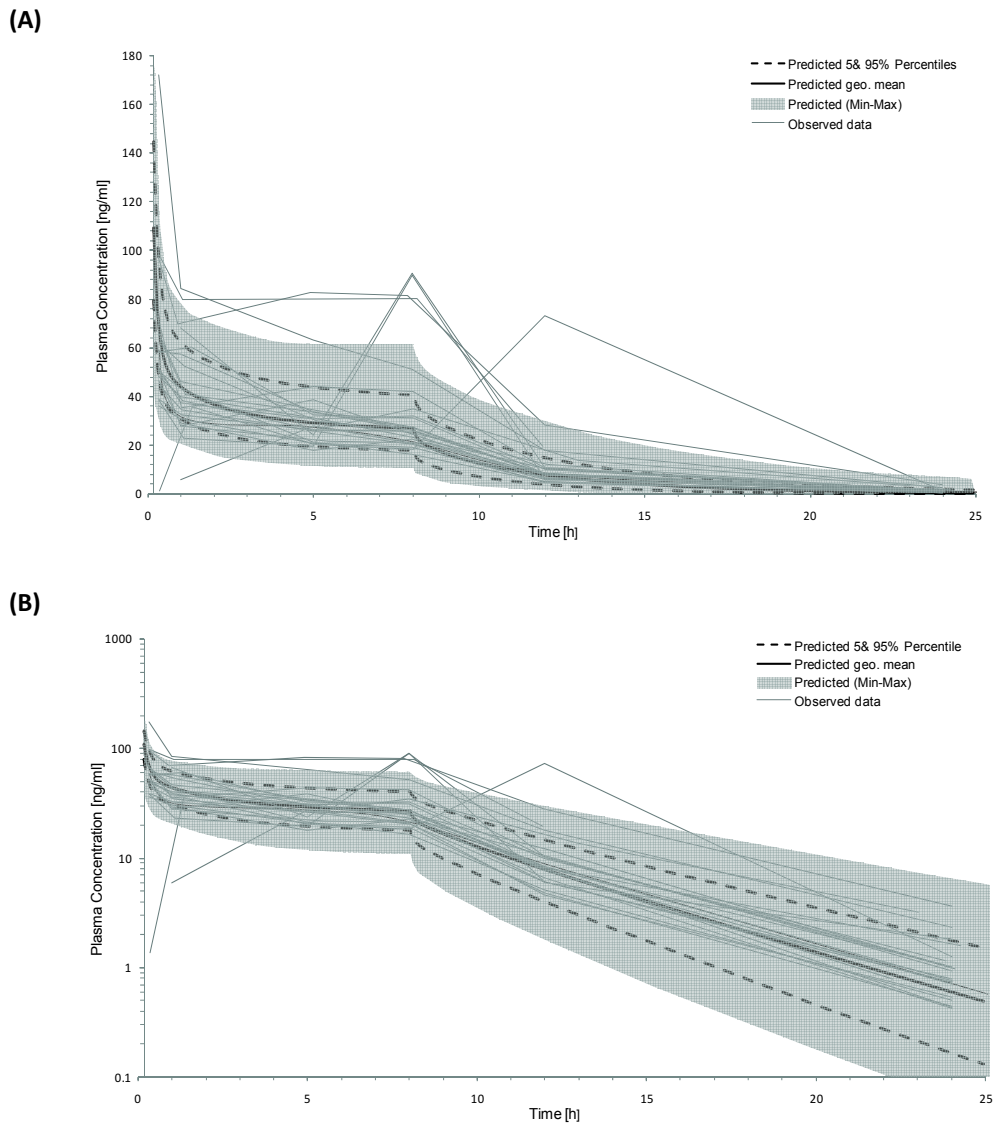 (A)
180
160
140
120
100
80
60
40
20
0
Plasma Concentration [ng/ml]
Predicted 5& 95% Percentiles
Predicted geo. mean
Predicted (Min-Max)
Observed data
0 5 10 15 20 25
Time [h]
(B)
1000
100
10
1
0.1
Plasma Concentration [ng/ml]
Predicted 5& 95% Percentile
Predicted geo. mean
Predicted (Min-Max)
Observed data
0 5 10 15 20 25
Time [h]